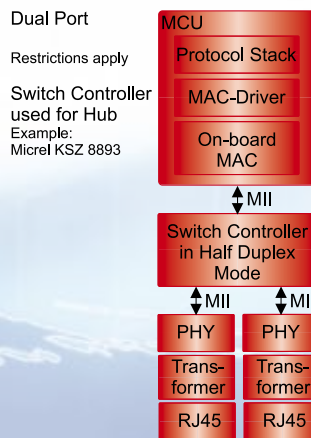 Dual Port
Restrictions apply
Switch Controller
used for Hub
Example:
Micrel KSZ 8893
MCU
Protocol Stack
MAC-Driver
On-board
MAC
MII
Switch Controller
in Half Duplex
Mode
MII
MI
PHY
PHY
Trans-
former
Trans-
former
RJ45
RJ45